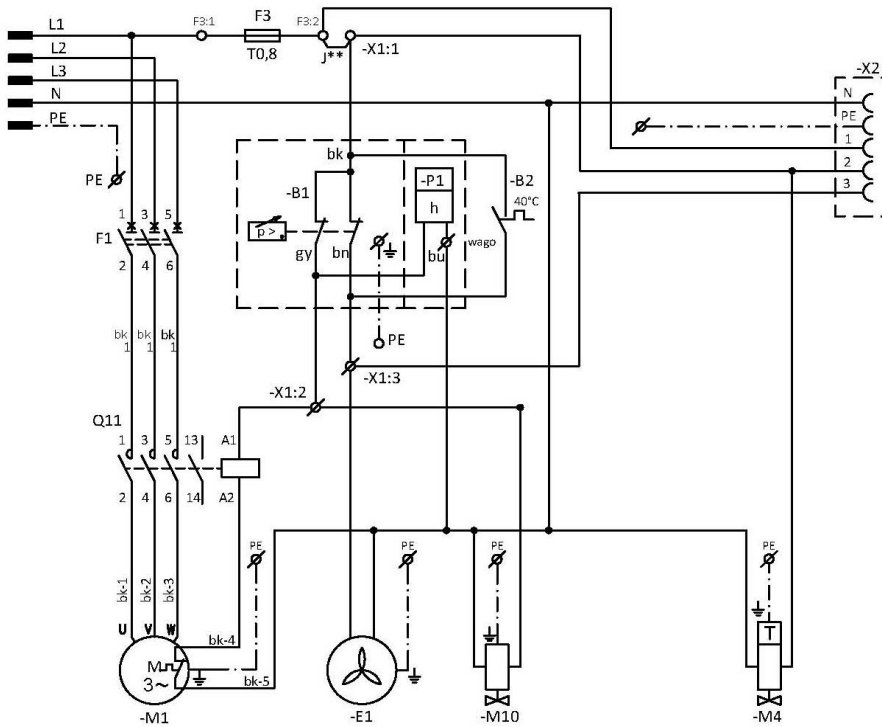 L1 F3:1 F3 F3:2
T0,8 J** -X1:1
L2
L3 -X2
N N
PE PE
1
bk 2
PE -P1 -B2 3
-B1 40°C
1 3 5 h
F1 p > wago
gy bn bu
2 4 6
bk 1 bk 1 bk 1 PE
-X1:3
-X1:2
Q11
1 3 5 13 A1
2 4 6 14 A2
PE PE PE PE
bk-1 bk-2 bk-3
U V W bk-4 T
M
3~ bk-5
-M1 -E1 -M10 -M4